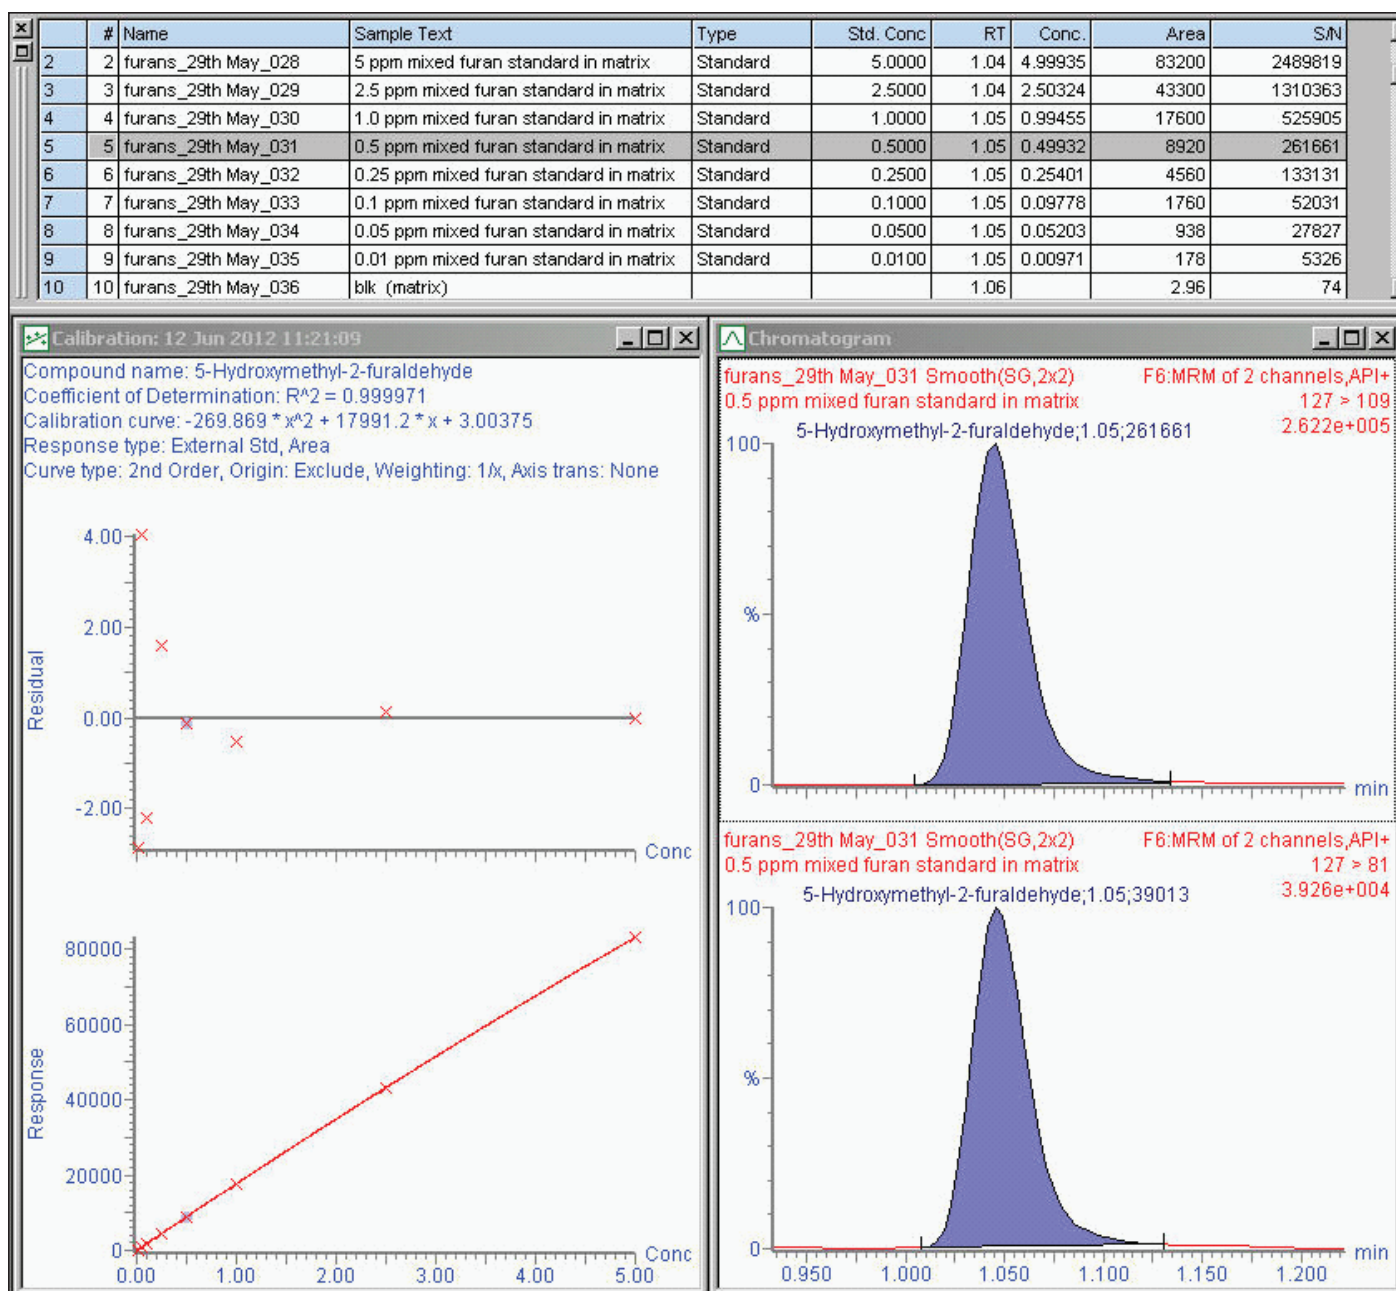 # Name Sample Text Type Std. Conc RT Conc. Area S/N
2 2 furans_29th May_028 5 ppm mixed furan standard in matrix Standard 5.0000 1.04 4.99935 83200 2489819
3 3 furans_29th May_029 2.5 ppm mixed furan standard in matrix Standard 2.5000 1.04 2.50324 43300 1310363
4 4 furans_29th May_030 1.0 ppm mixed furan standard in matrix Standard 1.0000 1.05 0.99455 17600 525905
5 5 furans_29th May_031 0.5 ppm mixed furan standard in matrix Standard 0.5000 1.05 0.49932 8920 261661
6 6 furans_29th May_032 0.25 ppm mixed furan standard in matrix Standard 0.2500 1.05 0.25401 4560 133131
7 7 furans_29th May_033 0.1 ppm mixed furan standard in matrix Standard 0.1000 1.05 0.09778 1760 52031
8 8 furans_29th May_034 0.05 ppm mixed furan standard in matrix Standard 0.0500 1.05 0.05203 938 27827
9 9 furans_29th May_035 0.01 ppm mixed furan standard in matrix Standard 0.0100 1.05 0.00971 178 5326
10 10 furans_29th May_036 blk (matrix) 1.06 2.96 74
Calibration: 12 Jun 2012 11:21:09
Compound name: 5-Hydroxymethyl-2-furaldehyde
Coefficient of Determination: R^2 = 0.999971
Calibration curve: -269.869 * x^2 + 17991.2 * x + 3.00375
Response type: External Std, Area
Curve type: 2nd Order, Origin: Exclude, Weighting: 1/x, Axis trans: None
4.00
2.00
0.00
-2.00
Residual
Conc
80000
60000
40000
20000
0
Response
Conc
0.00 1.00 2.00 3.00 4.00 5.00
Chromatogram
furans_29th May_031 Smooth(SG,2x2) F6:MRM of 2 channels,API+
0.5 ppm mixed furan standard in matrix 127 > 109
2.622e+005
5-Hydroxymethyl-2-furaldehyde;1.05;261661
100
%
0
min
furans_29th May_031 Smooth(SG,2x2) F6:MRM of 2 channels,API+
0.5 ppm mixed furan standard in matrix 127 > 81
3.926e+004
5-Hydroxymethyl-2-furaldehyde;1.05;39013
100
%
0
min
0.950 1.000 1.050 1.100 1.150 1.200